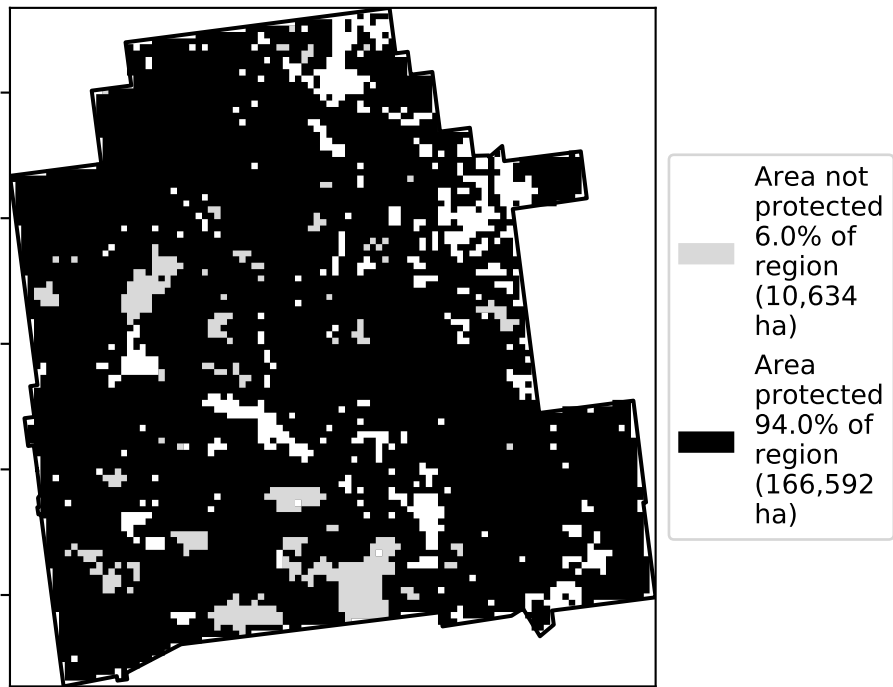 Area not
protected
6.0% of
region
(10,634
ha)
Area
protected
94.0% of
region
(166,592
ha)